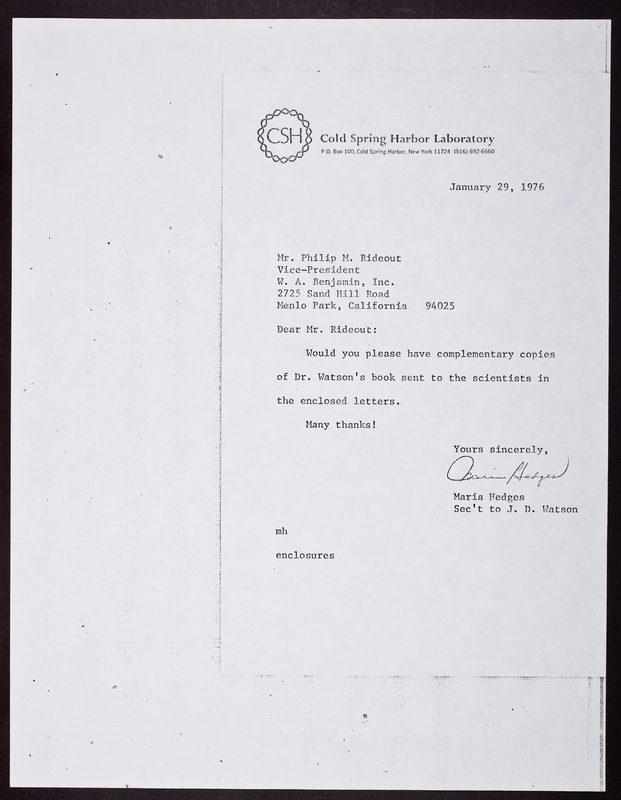 CSH
Cold Spring Harbor Laboratory
P.O. Box 100, Cold Spring Harbor, New York 11724 (516) 692-6660
January 29, 1976
Mr. Philip M. Rideout
Vice-President
W. A. Benjamin, Inc.
2725 Sand Hill Road
Menlo Park, California 94025
Dear Mr. Rideout:
Would you please have complementary copies
of Dr. Watson's book sent to the scientists in
the enclosed letters.
Many thanks!
Yours sincerely,
Maria Hedges
Maria Hedges
Sec't to J. D. Watson
mh
enclosures